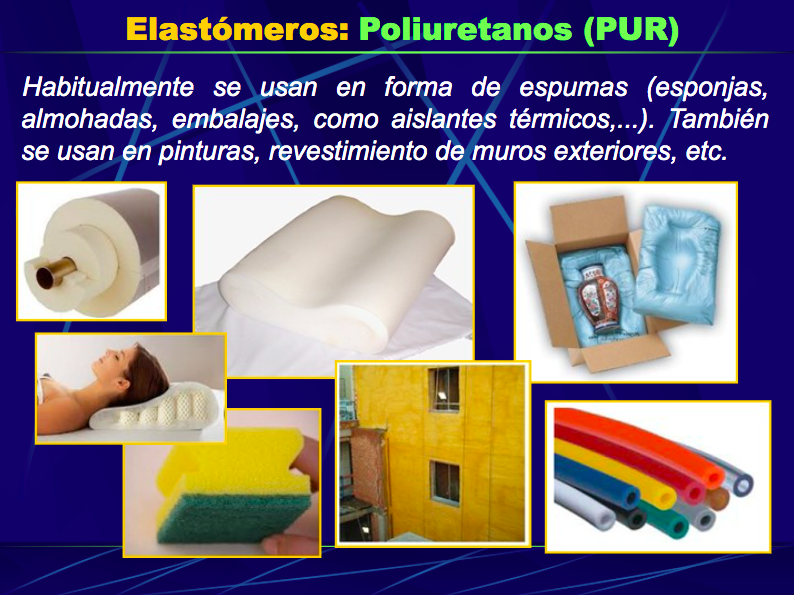 Elastómeros: Poliuretanos (PUR)
Habitualmente se usan en forma de espumas (esponjas,
almohadas, embalajes, como aislantes térmicos,...). También
se usan en pinturas, revestimiento de muros exteriores, etc.